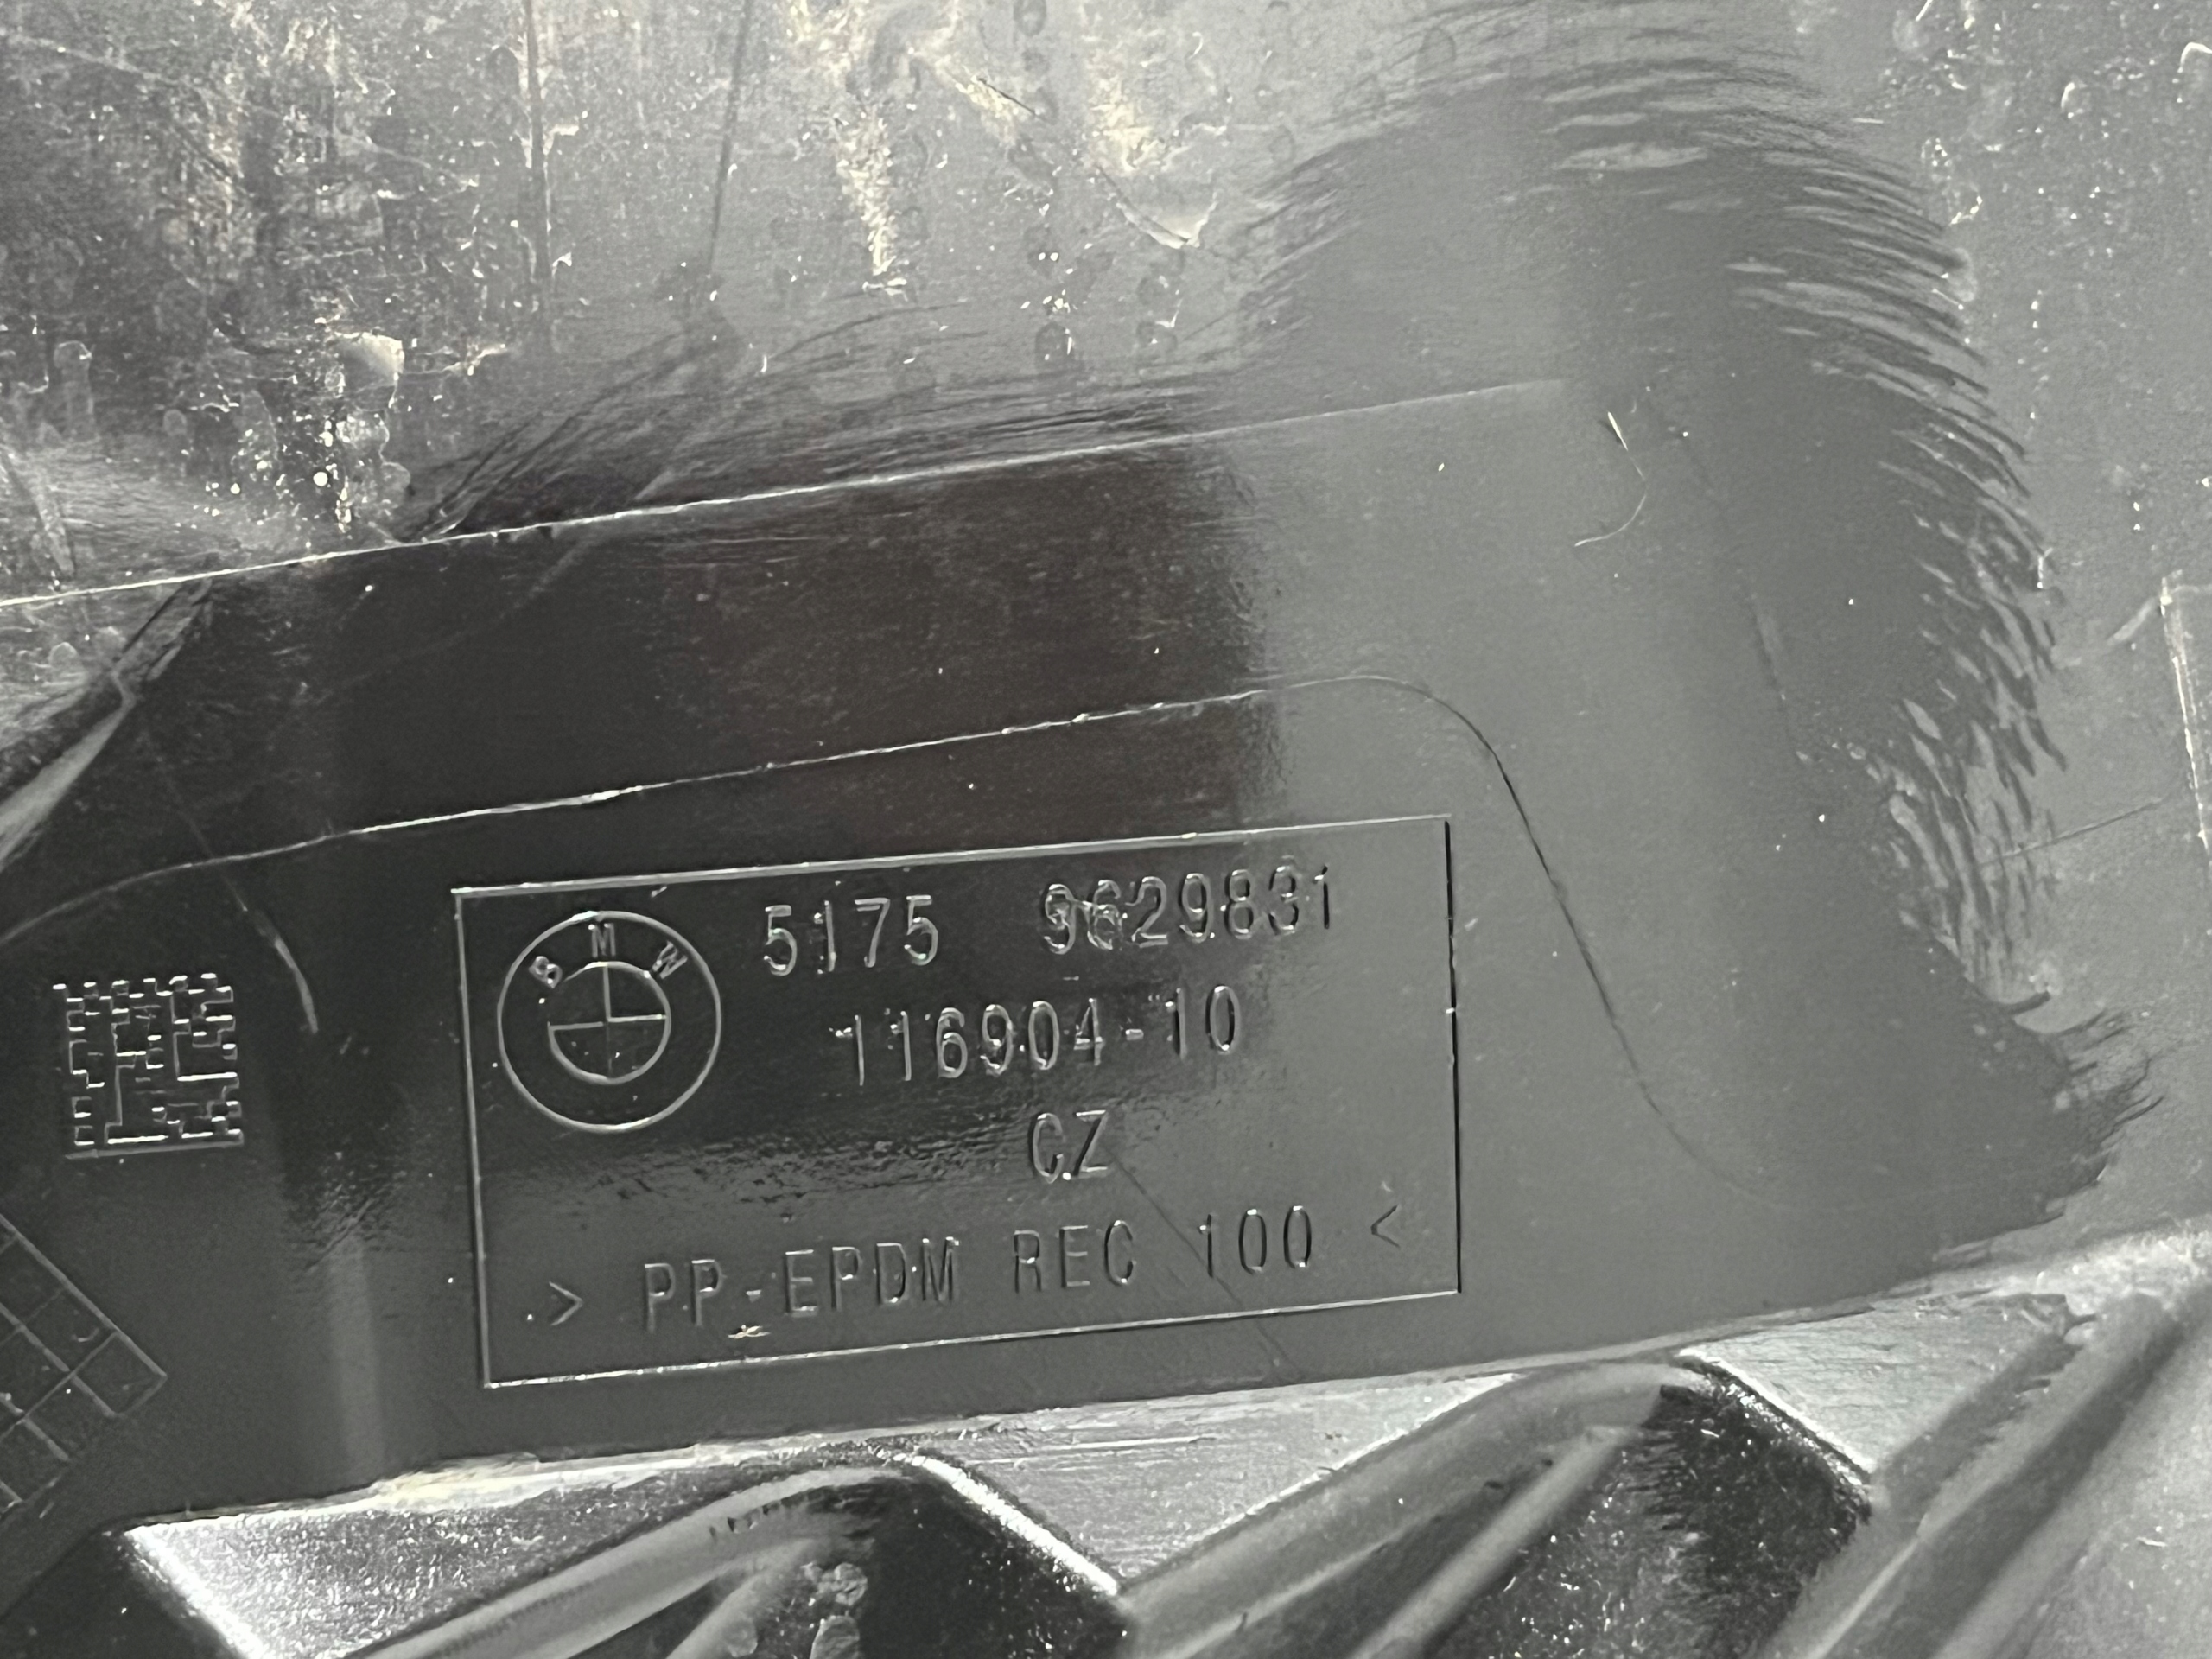 BMW
5175 9629831
116904-10
CZ
> PP-EPDM REC 100 <